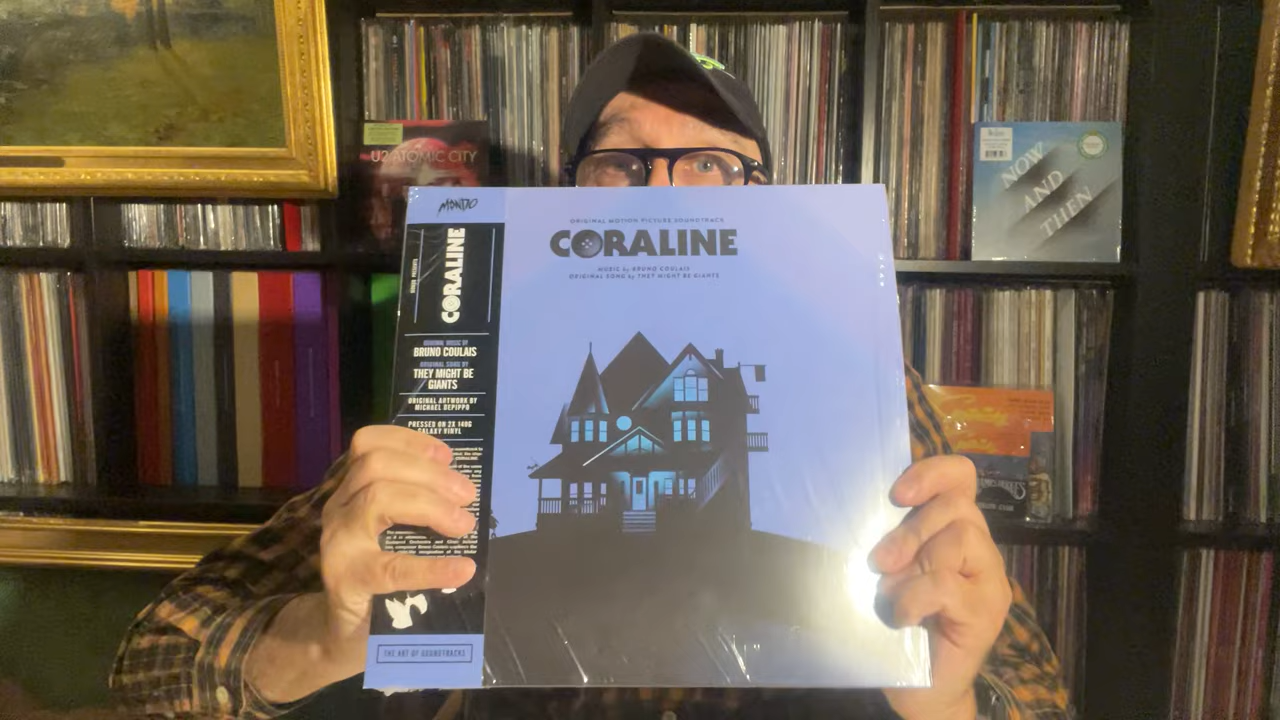 U2 ATOMIC CITY
NOW
AND
THEN
MONDO
CORALINE
ORIGINAL MUSIC BY
BRUNO COULAIS
ORIGINAL SONG BY
THEY MIGHT BE
GIANTS
ORIGINAL ARTWORK BY
MICHAEL DEPIPPO
PRESSED ON 2X 140G
GALAXY VINYL
THE ART OF SOUNDTRACKS
ORIGINAL MOTION PICTURE SOUNDTRACK
CORALINE
MUSIC by BRUNO COULAIS
ORIGINAL SONG by THEY MIGHT BE GIANTS